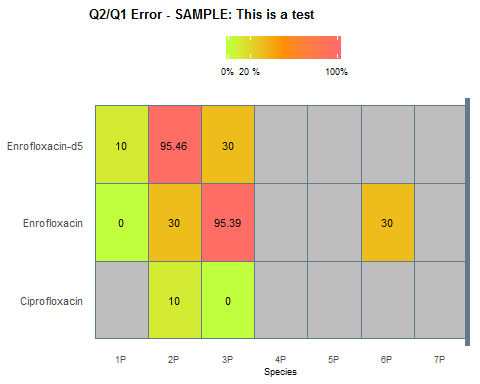 Q2/Q1 Error - SAMPLE: This is a test
0% 20 % 100%
Enrofloxacin-d5 10 95.46 30
Enrofloxacin 0 30 95.39 30
Ciprofloxacin 10 0
1P 2P 3P 4P 5P 6P 7P
Species